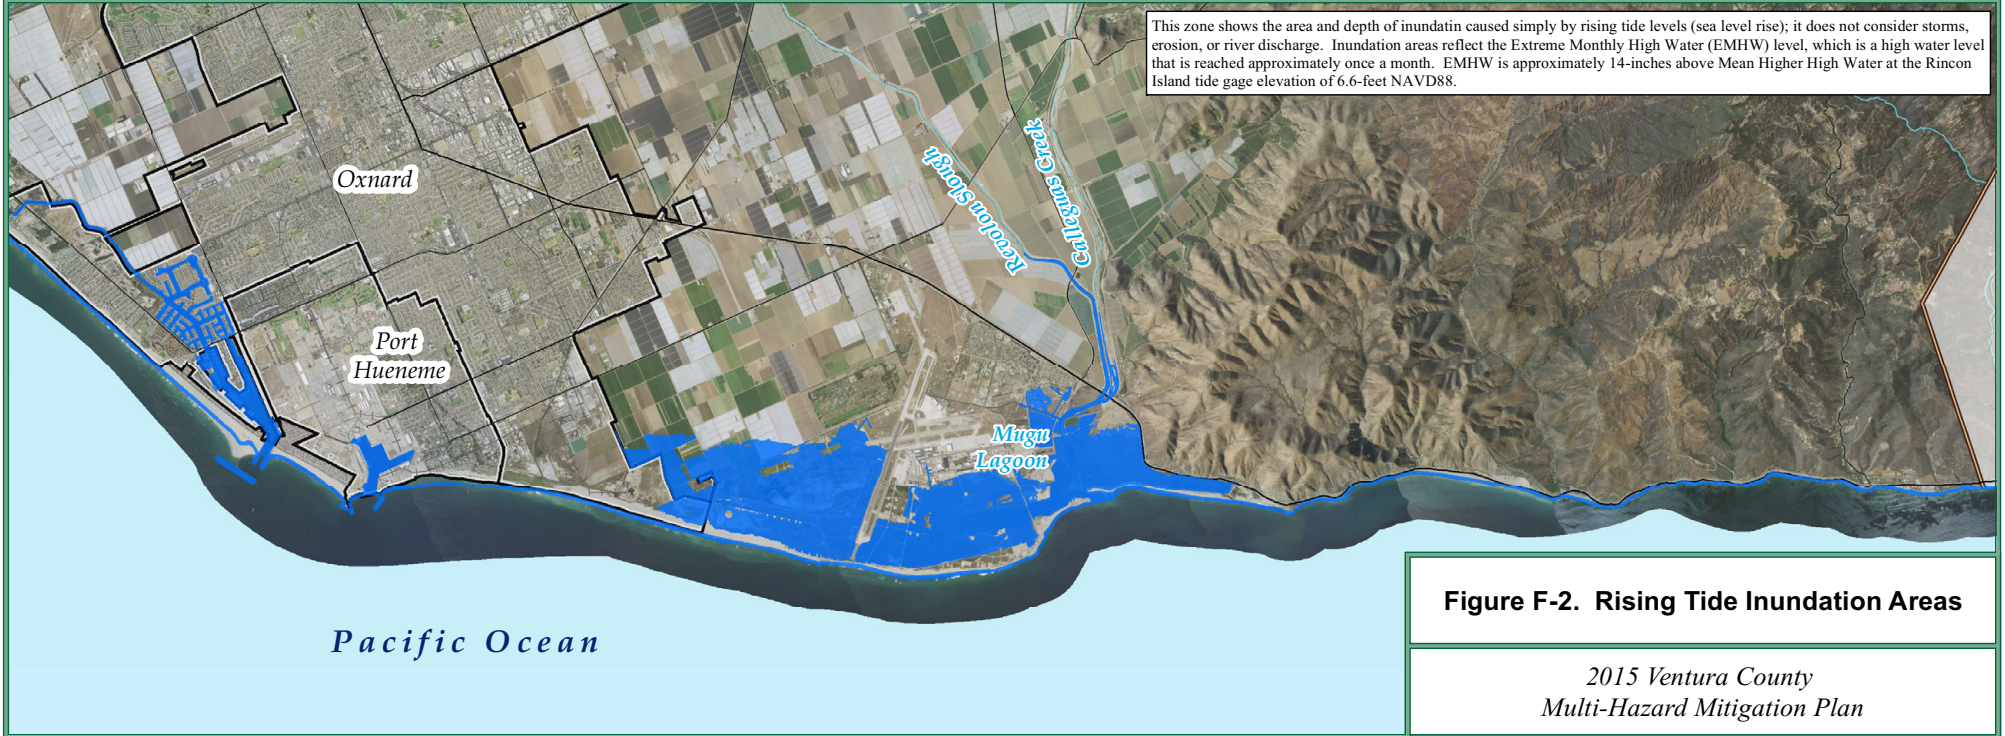 This zone shows the area and depth of inundatin caused simply by rising tide levels (sea level rise); it does not consider storms,
erosion, or river discharge. Inundation areas reflect the Extreme Monthly High Water (EMHW) level, which is a high water level
that is reached approximately once a month. EMHW is approximately 14-inches above Mean Higher High Water at the Rincon
Island tide gage elevation of 6.6-feet NAVD88.
Oxnard
Revolon Slough
Calleguas Creek
Port
Hueneme
Mugu
Lagoon
Pacific Ocean
Figure F-2. Rising Tide Inundation Areas
2015 Ventura County
Multi-Hazard Mitigation Plan